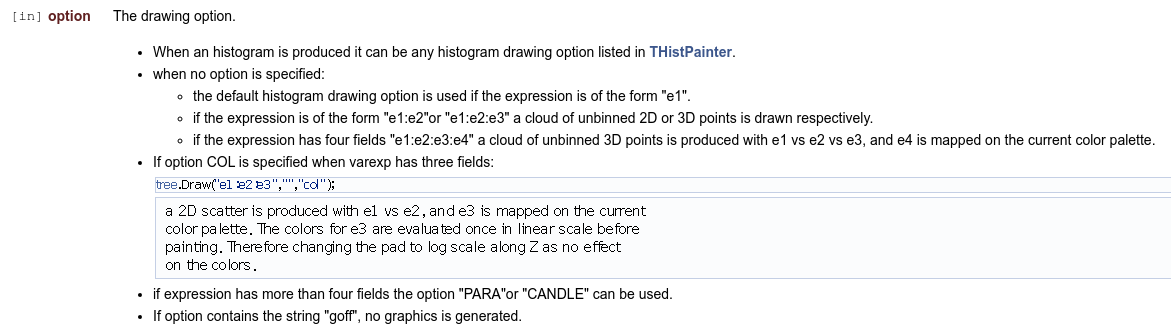 [in] option The drawing option.
• When an histogram is produced it can be any histogram drawing option listed in THistPainter.
• when no option is specified:
◦ the default histogram drawing option is used if the expression is of the form "e1".
◦ if the expression is of the form "e1:e2"or "e1:e2:e3" a cloud of unbinned 2D or 3D points is drawn respectively.
◦ if the expression has four fields "e1:e2:e3:e4" a cloud of unbinned 3D points is produced with e1 vs e2 vs e3, and e4 is mapped on the current color palette.
• If option COL is specified when varexp has three fields:
tree.Draw("e1:e2:e3","","col");
a 2D scatter is produced with e1 vs e2, and e3 is mapped on the current
color palette. The colors for e3 are evaluated once in linear scale before
painting. Therefore changing the pad to log scale along Z as no effect
on the colors.
• if expression has more than four fields the option "PARA"or "CANDLE" can be used.
• If option contains the string "goff", no graphics is generated.